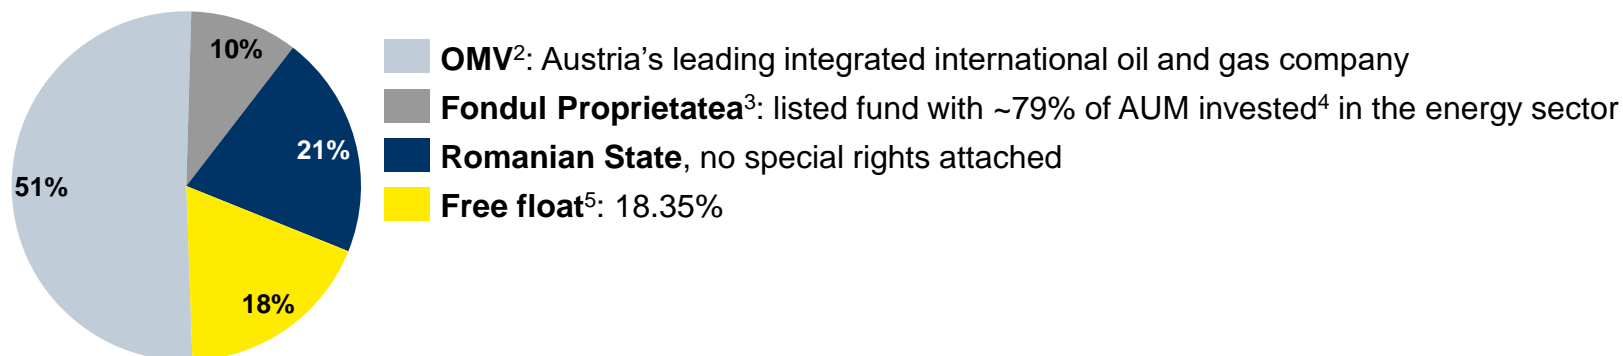 10%
21%
51%
18%
OMV²: Austria’s leading integrated international oil and gas company
Fondul Proprietatea³: listed fund with ~79% of AUM invested⁴ in the energy sector
Romanian State, no special rights attached
Free float⁵: 18.35%